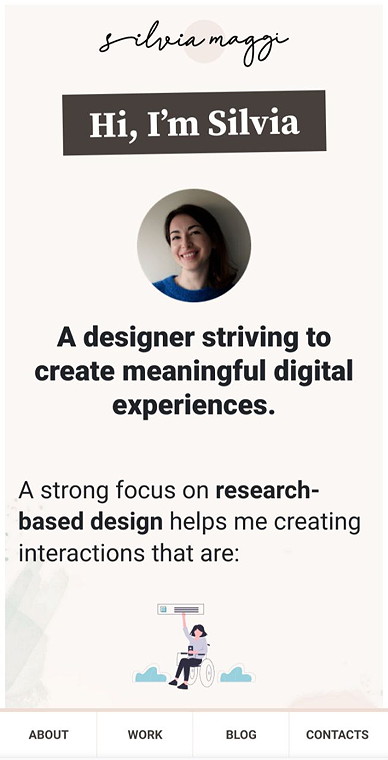 silvia maggi
Hi, I'm Silvia
A designer striving to
create meaningful digital
experiences.
A strong focus on research-
based design helps me creating
interactions that are:
ABOUT
WORK
BLOG
CONTACTS